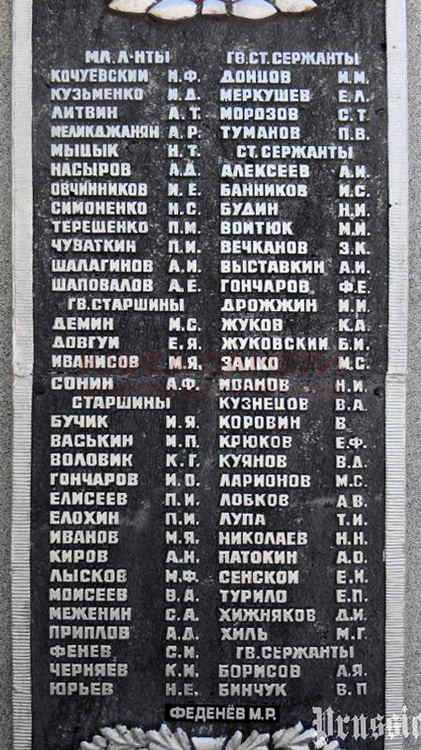 МЛ. Л-НТЫ
КОЧУЕВСКИЙ И.Ф.
КУЗЬМЕНКО И.Д.
ЛИТВИН А.Т.
МЕЛИКДЖАНЯН А.Р.
МЫЦЫК Н.Т.
НАСЫРОВ А.Д.
ОВЧИННИКОВ И.Е.
СИМОНЕНКО Н.С.
ТЕРЕЩЕНКО П.И.
ЧУВАТКИН П.И.
ШАЛАГИНОВ А.И.
ШАПОВАЛОВ А.Е.
ГВ. СТАРШИНЫ
ДЕМИН М.С.
ДОВГУЙ Е.Я.
ИВАНИСОВ И.Я.
СОНИН А.Ф.
СТАРШИНЫ
БУЧИК И.Я.
ВАСЬКИН И.П.
ВОЛОВИК К.Г.
ГОНЧАРОВ И.О.
ЕЛИСЕЕВ П.И.
ЕЛОХИН П.И.
ИВАНОВ М.Я.
КИРОВ А.Н.
ЛЫСКОВ М.Ф.
МОИСЕЕВ В.А.
МЕЖЕНИН С.А.
ПРИПЛОВ А.Д.
ФЕНЕВ С.И.
ЧЕРНЯЕВ К.И.
ЮРЬЕВ Н.Е.
ГВ. СТ. СЕРЖАНТЫ
ДОНЦОВ И.И.
МЕРКУШЕВ Е.Л.
МОРОЗОВ С.Т.
ТУМАНОВ П.В.
СТ. СЕРЖАНТЫ
АЛЕКСЕЕВ А.И.
БАННИКОВ И.С.
БУДИН Н.И.
ВОЙТЮК М.И.
ВЕЧКАНОВ З.К.
ВЫСТАВКИН А.И.
ГОНЧАРОВ Ф.Е.
ДРОЖЖИН И.И.
ЖУКОВ К.А.
ЖУКОВСКИЙ Б.И.
ЗАИКО М.С.
ИВАНОВ Н.И.
КУЗНЕЦОВ В.А.
КОРОВИН В.
КРЮКОВ Е.Ф.
КУЯНОВ В.Д.
ЛАРИОНОВ М.С.
ЛОБКОВ А.В.
ЛУПА Т.И.
НИКОЛАЕВ Н.Н.
ПАТОКИН А.О.
СЕНСКОЙ Е.И.
ТУРИЛО Е.П.
ХИЖНЯКОВ Д.И.
ХИЛЬ М.Г.
ГВ. СЕРЖАНТЫ
БОРИСОВ А.Я.
БИНЧУК В.П
ФЕДЕНЁВ М.Р.